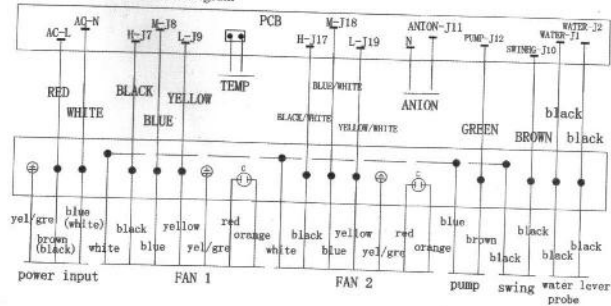 PCB
AC-L AC-N H-J7 M-J8 L-J9 H-J17 M-J18 L-J19 N ANION-J11 PUMP-J12 SWINHG-J10 WATER-J1 WATER-J2
TEMP
ANION
RED WHITE BLACK BLUE YELLOW BLACK/WHITE BLUE/WHITE YELLOW/WHITE GREEN BROWN black black
C C
yel/gre brown (black) blue (white) white black blue yellow yel/gre red orange white black blue yellow yel/gre red orange blue brown black black black black
power input FAN 1 FAN 2 pump swing water lever
probe